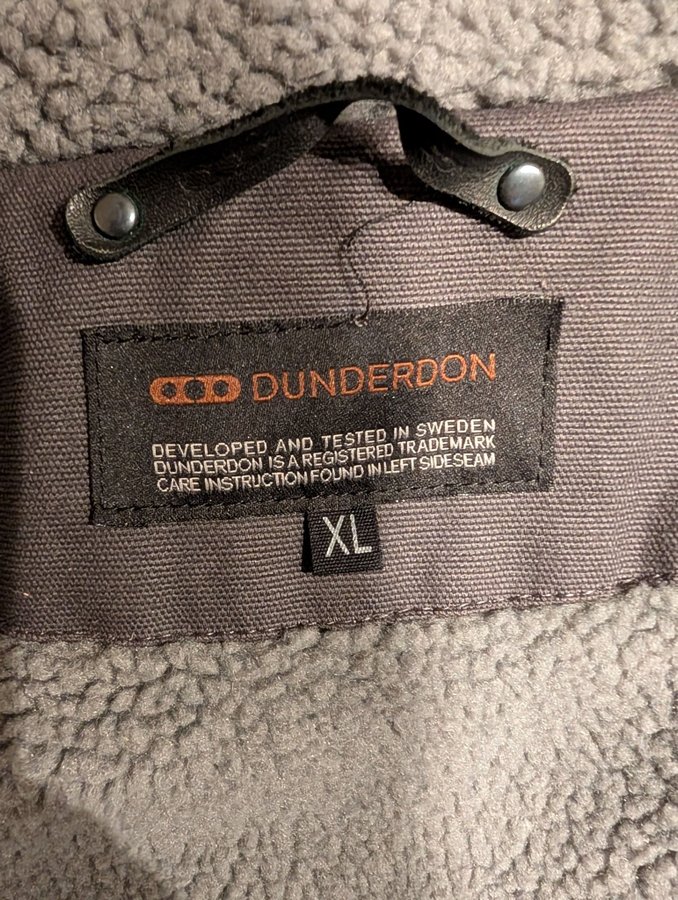 DUNDERDON
DEVELOPED AND TESTED IN SWEDEN
DUNDERDON IS A REGISTERED TRADEMARK
CARE INSTRUCTION FOUND IN LEFT SIDESEAM
XL